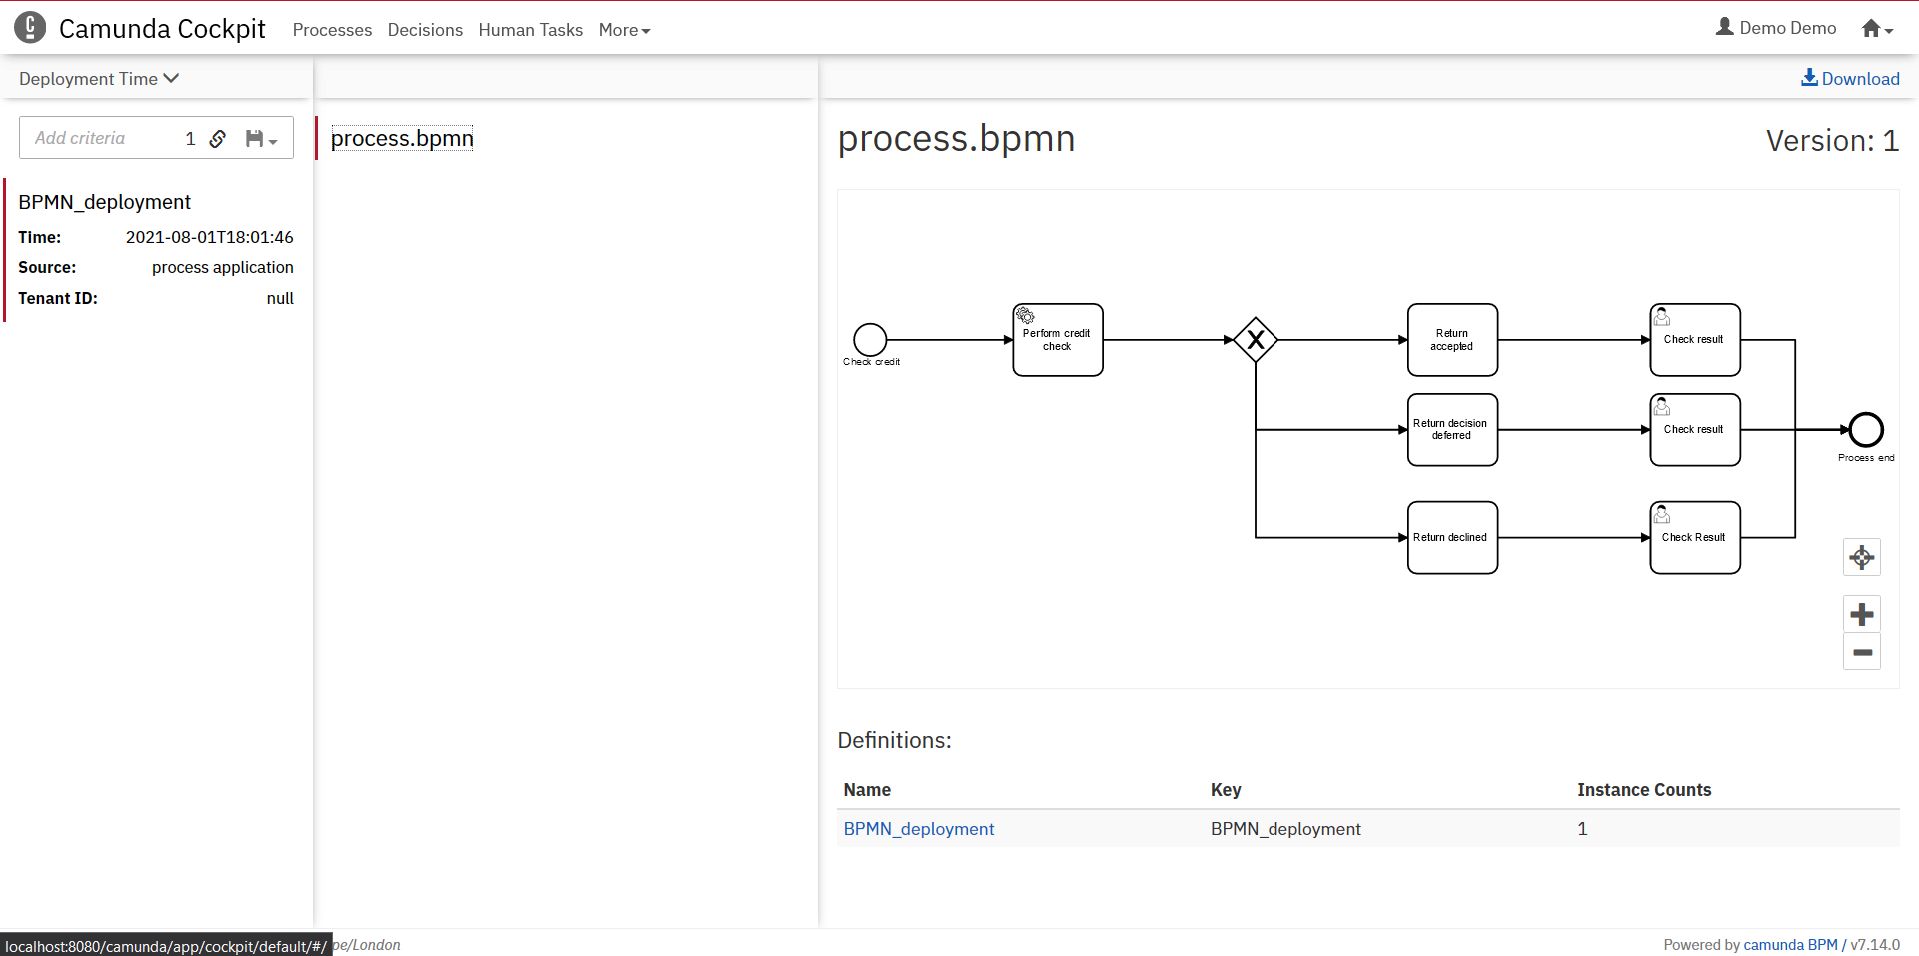 Camunda Cockpit Processes Decisions Human Tasks More Demo Demo
Deployment Time Download
Add criteria 1
BPMN_deployment
Time: 2021-08-01T18:01:46
Source: process application
Tenant ID: null
process.bpmn
process.bpmn Version: 1
Check credit
Perform credit
check
Return
accepted
Check result
Return decision
deferred
Check result
Process end
Return declined
Check Result
Definitions:
Name Key Instance Counts
BPMN_deployment BPMN_deployment 1
localhost:8080/camunda/app/cockpit/default/#/ pe/London
Powered by camunda BPM / v7.14.0